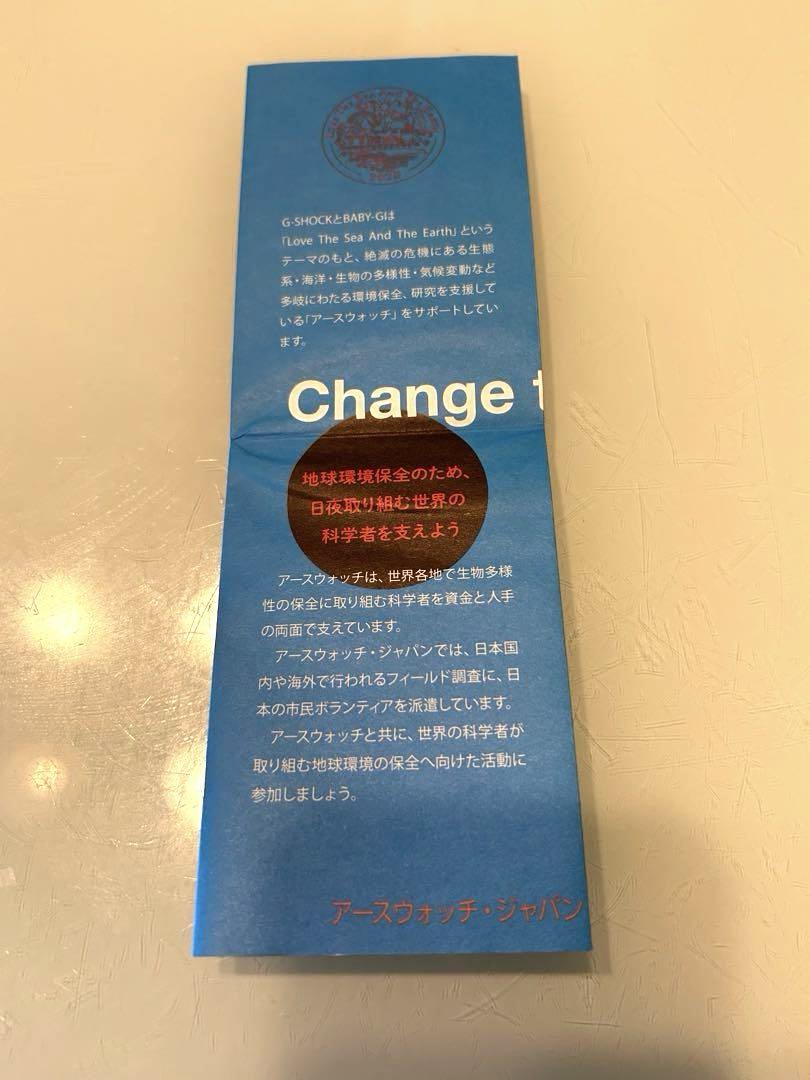 G-SHOCKとBABY-Gは
「Love The Sea And The Earth」という
テーマのもと、絶滅の危機にある生態
系・海洋・生物の多様性・気候変動など
多岐にわたる環境保全、研究を支援して
いる「アースウォッチ」をサポートしてい
ます。
Change t
地球環境保全のため、
日夜取り組む世界の
科学者を支えよう
アースウォッチは、世界各地で生物多様
性の保全に取り組む科学者を資金と人手
の両面で支えています。
アースウォッチ・ジャパンでは、日本国
内や海外で行われるフィールド調査に、日
本の市民ボランティアを派遣しています。
アースウォッチと共に、世界の科学者が
取り組む地球環境の保全へ向けた活動に
参加しましょう。
アースウォッチ・ジャパン